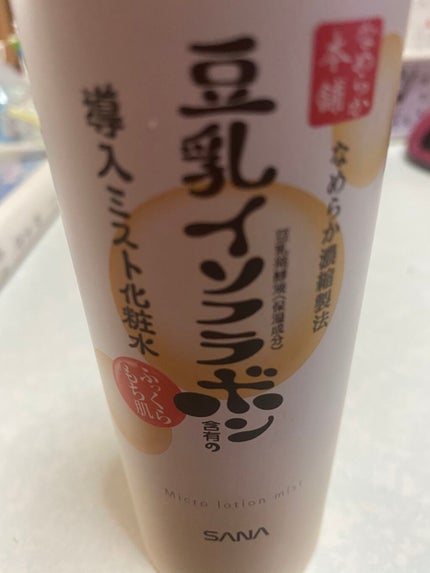 なめらか
本舗
なめらか濃縮製法
豆乳イソフラボン
豆乳発酵液(保湿成分)
含有の
導入ミスト化粧水
ふっくら
もち肌
Micro lotion mist
SANA